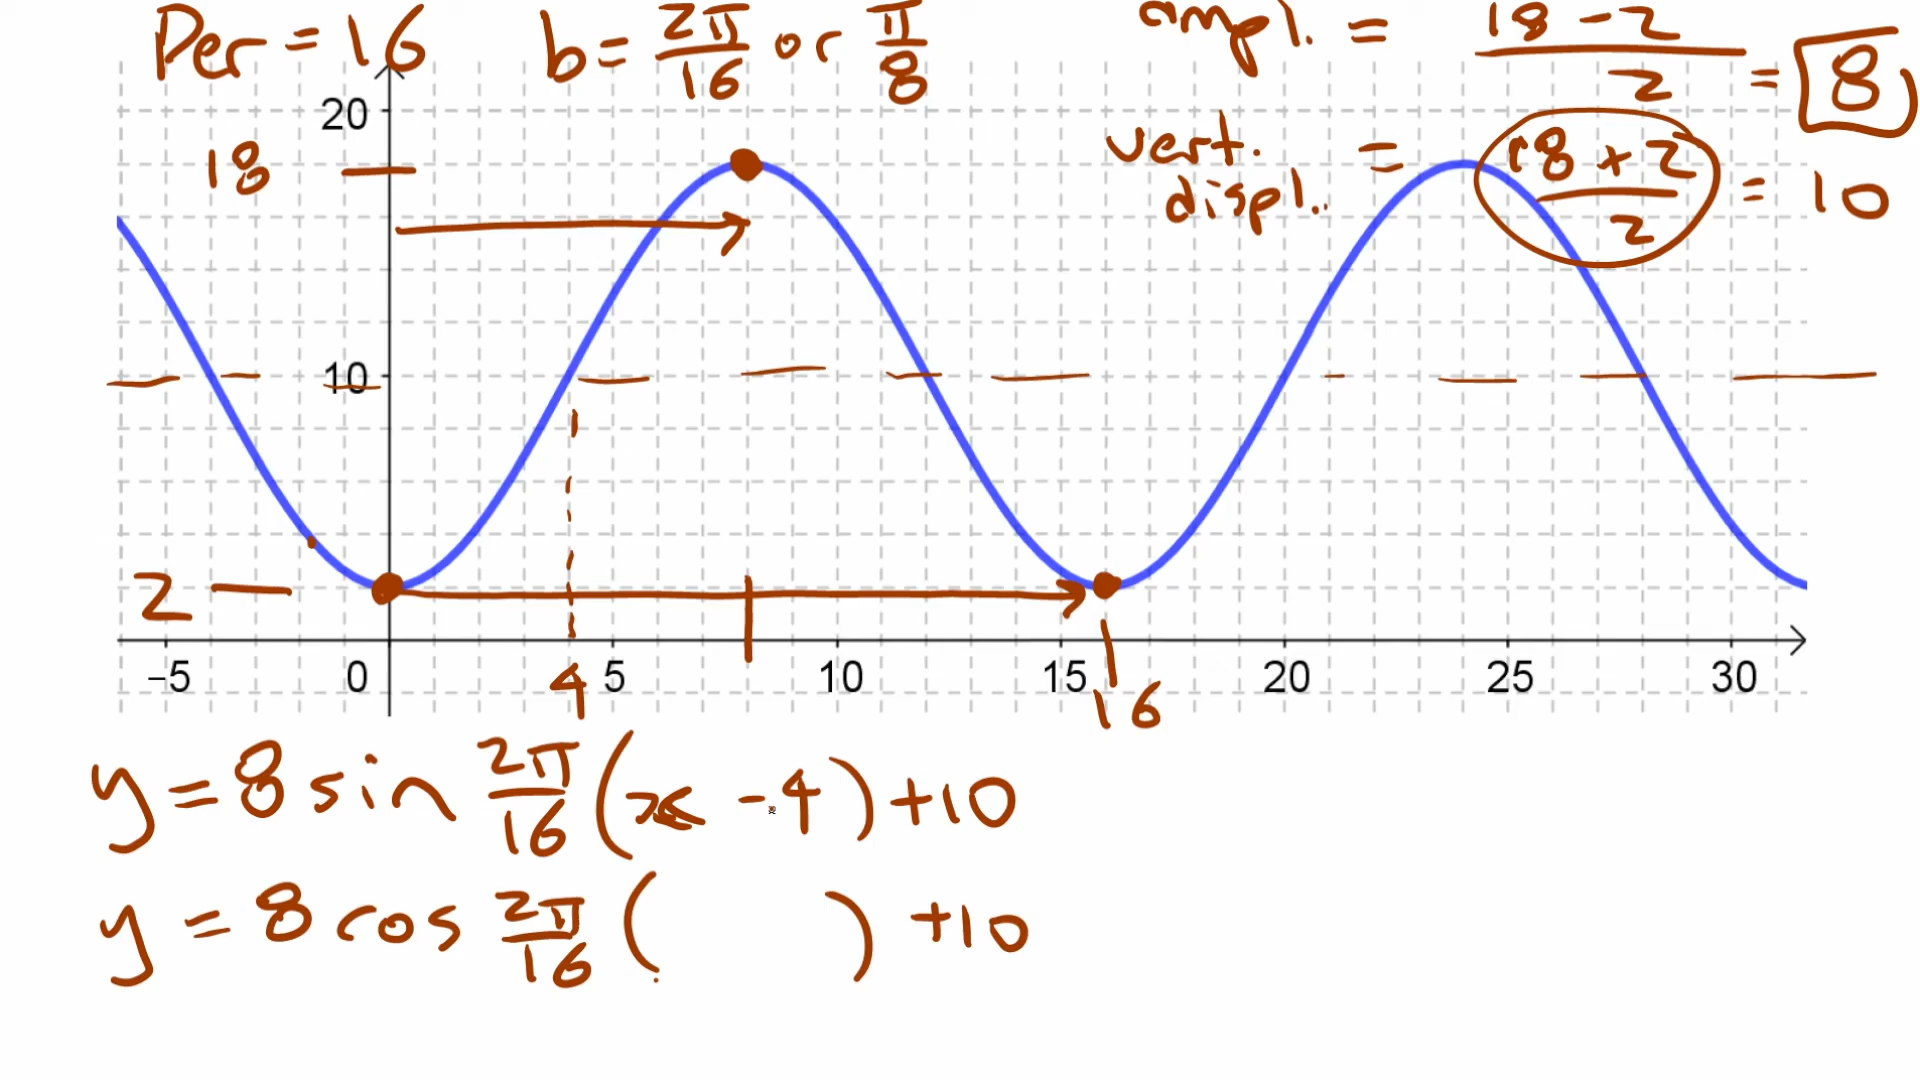 Per = 16 b = 2π/16 or π/8 ampl. = 18 - 2 / 2 = 8
20
18 vert. displ. = 18 + 2 / 2 = 10
10
2
-5 0 4 5 10 15 16 20 25 30
y = 8 sin 2π/16 (x - 4) + 10
y = 8 cos 2π/16 ( ) + 10